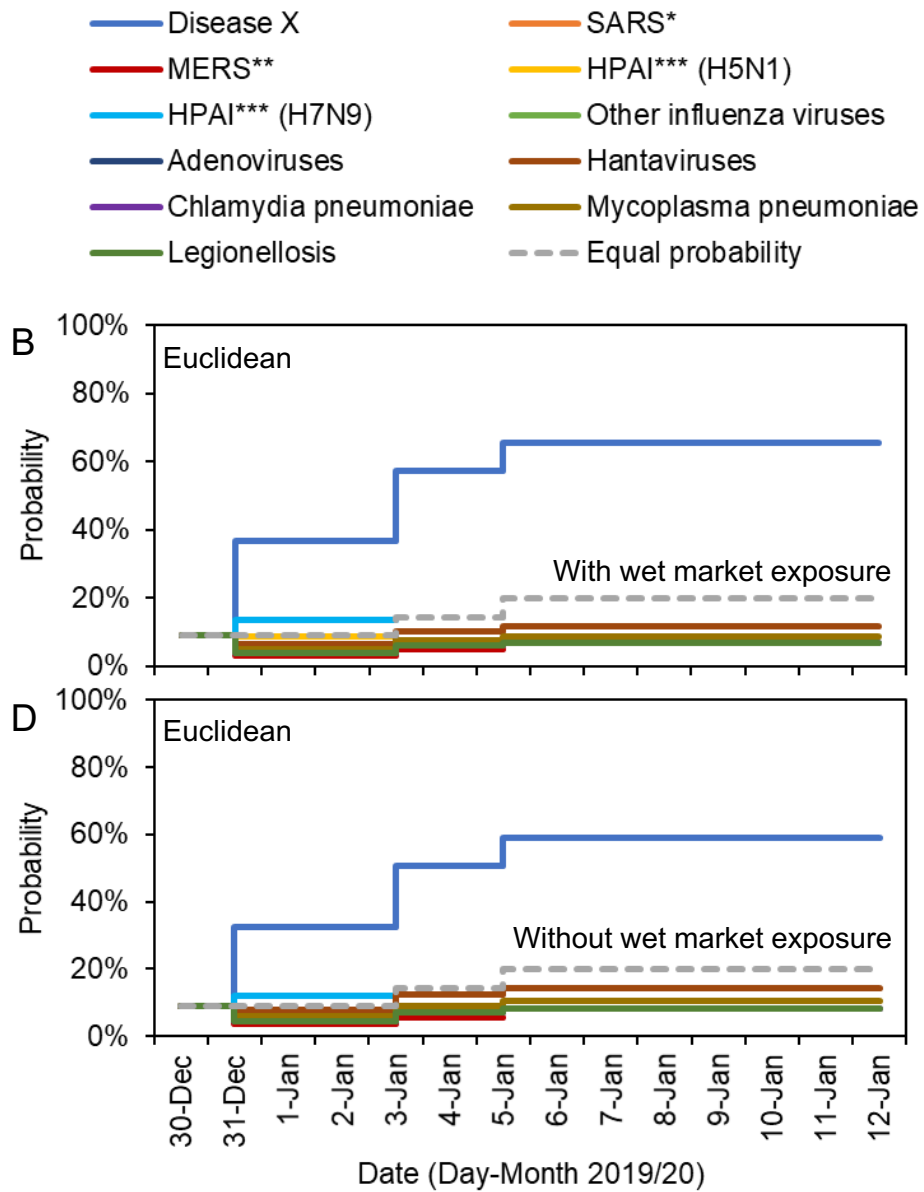 Disease X SARS*
MERS** HPAI*** (H5N1)
HPAI*** (H7N9) Other influenza viruses
Adenoviruses Hantaviruses
Chlamydia pneumoniae Mycoplasma pneumoniae
Legionellosis Equal probability
B
Euclidean
100%
80%
60%
40%
20%
0%
Probability
With wet market exposure
D
Euclidean
100%
80%
60%
40%
20%
0%
Probability
Without wet market exposure
30-Dec
31-Dec
1-Jan
2-Jan
3-Jan
4-Jan
5-Jan
6-Jan
7-Jan
8-Jan
9-Jan
10-Jan
11-Jan
12-Jan
Date (Day-Month 2019/20)